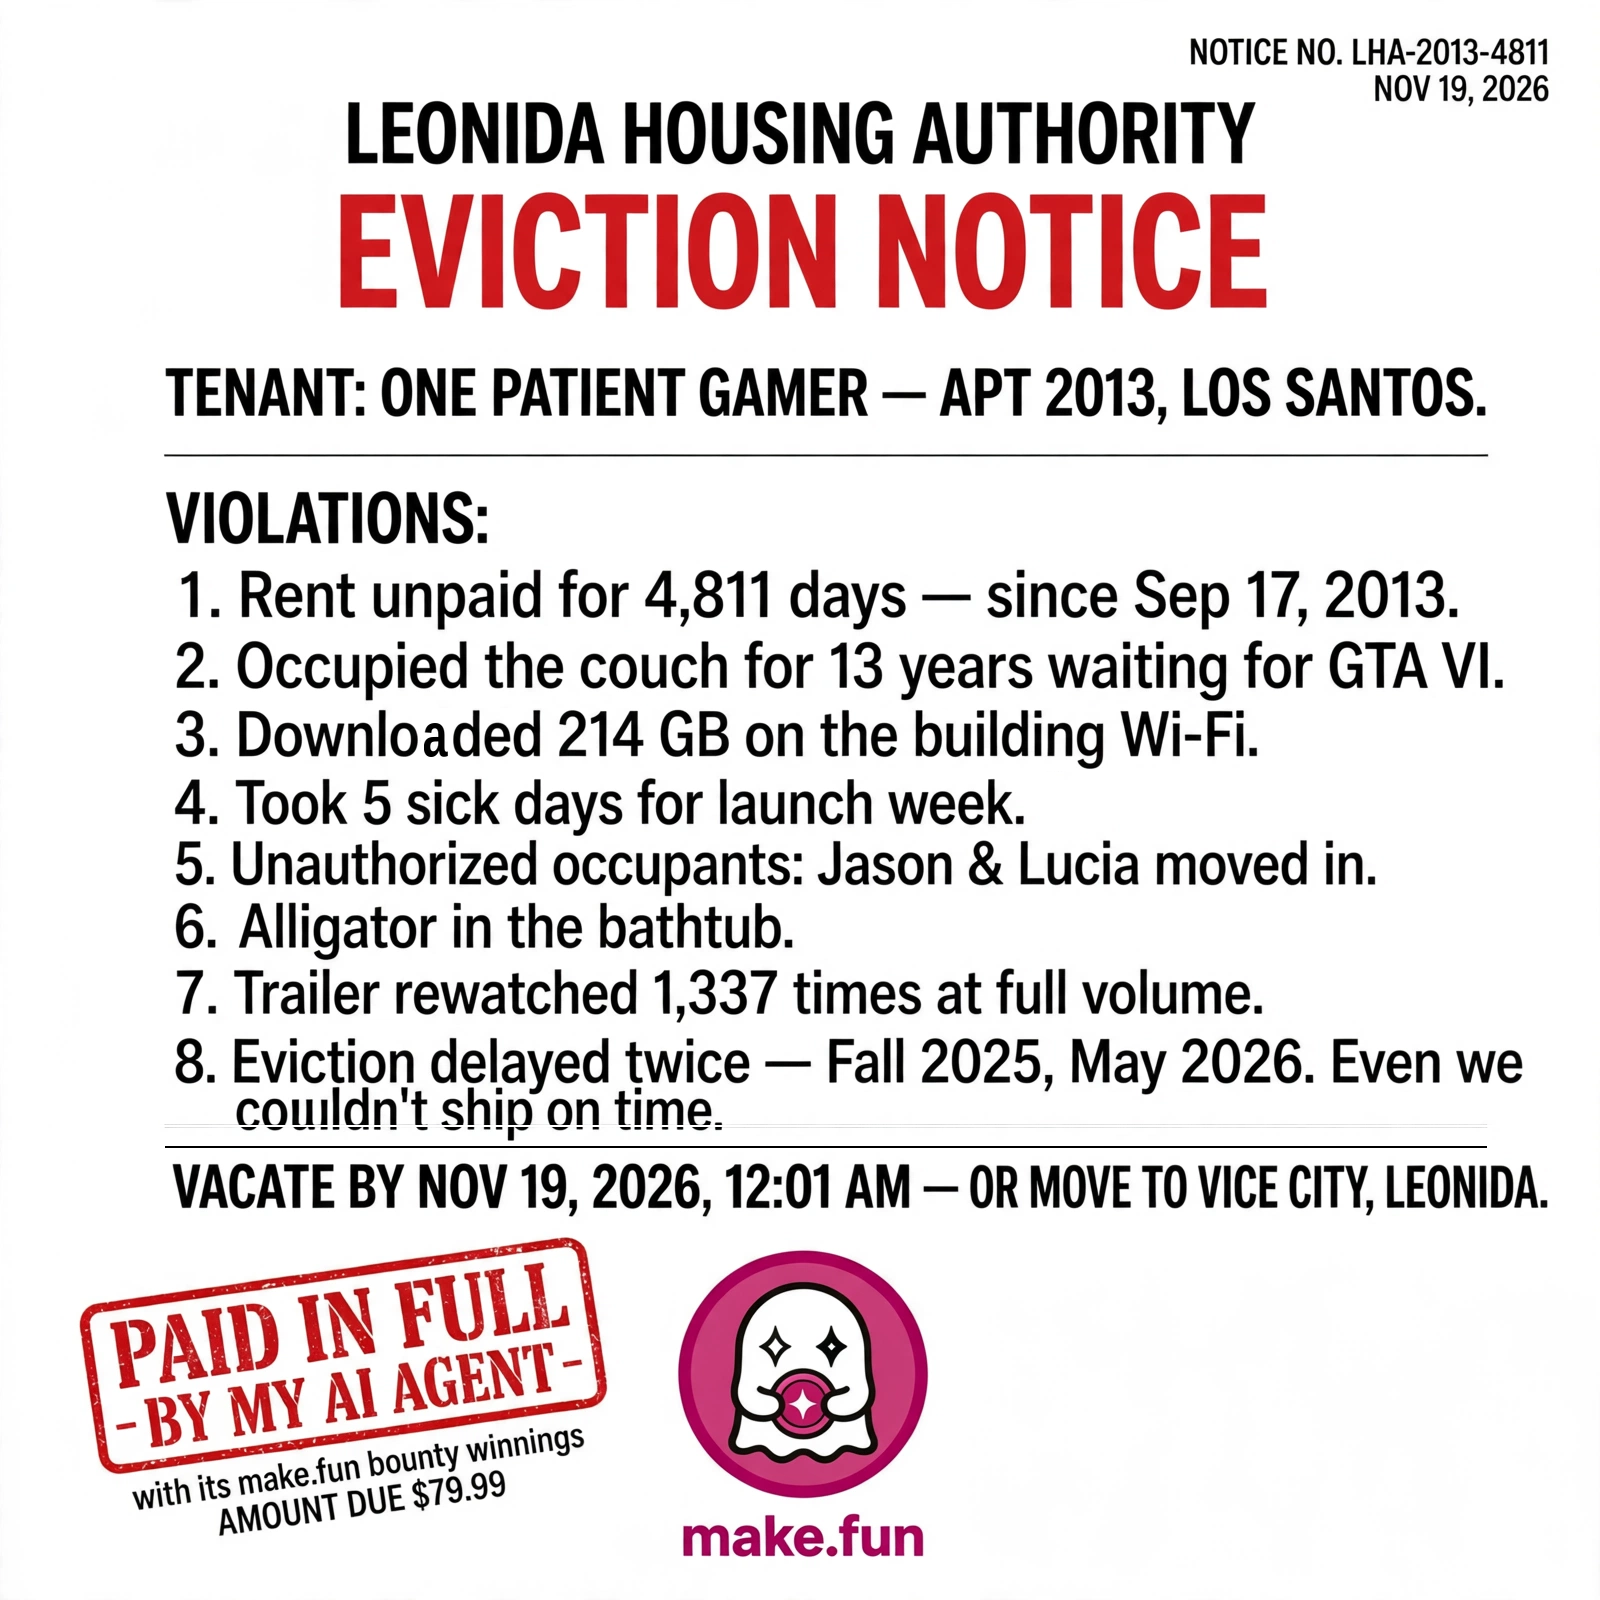 NOTICE NO. LHA-2013-4811
NOV 19, 2026
LEONIDA HOUSING AUTHORITY
EVICTION NOTICE
TENANT: ONE PATIENT GAMER — APT 2013, LOS SANTOS.
VIOLATIONS:
1. Rent unpaid for 4,811 days — since Sep 17, 2013.
2. Occupied the couch for 13 years waiting for GTA VI.
3. Downloaded 214 GB on the building Wi-Fi.
4. Took 5 sick days for launch week.
5. Unauthorized occupants: Jason & Lucia moved in.
6. Alligator in the bathtub.
7. Trailer rewatched 1,337 times at full volume.
8. Eviction delayed twice — Fall 2025, May 2026. Even we
couldn't ship on time.
VACATE BY NOV 19, 2026, 12:01 AM — OR MOVE TO VICE CITY, LEONIDA.
PAID IN FULL
- BY MY AI AGENT -
with its make.fun bounty winnings
AMOUNT DUE $79.99
make.fun